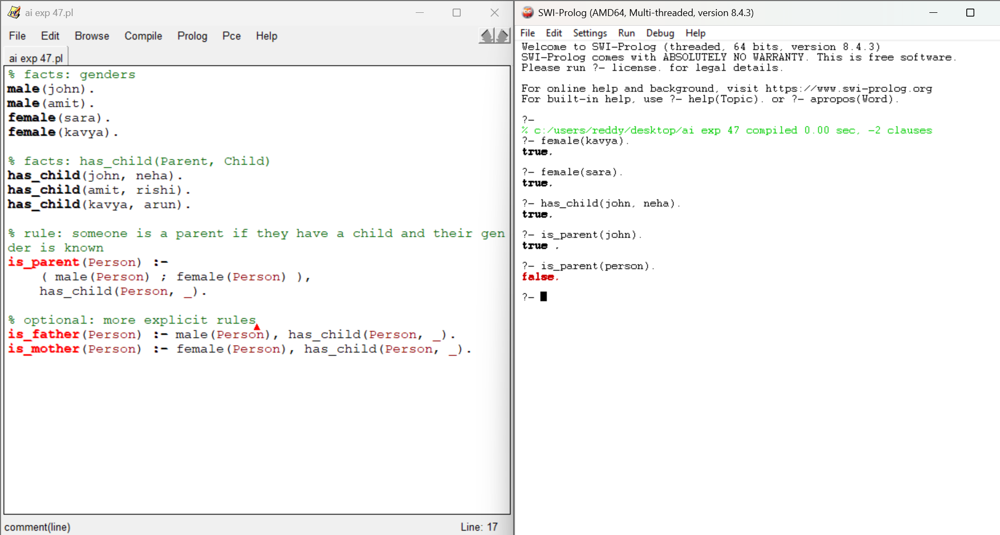 ai exp 47.pl
File Edit Browse Compile Prolog Pce Help
ai exp 47.pl
% facts: genders
male(john).
male(amit).
female(sara).
female(kavya).
% facts: has_child(Parent, Child)
has_child(john, neha).
has_child(amit, rishi).
has_child(kavya, arun).
% rule: someone is a parent if they have a child and their gen
der is known
is_parent(Person) :-
    ( male(Person) ; female(Person) ),
    has_child(Person, _).
% optional: more explicit rules
is_father(Person) :- male(Person), has_child(Person, _).
is_mother(Person) :- female(Person), has_child(Person, _).
comment(line)
Line: 17
SWI-Prolog (AMD64, Multi-threaded, version 8.4.3)
File Edit Settings Run Debug Help
Welcome to SWI-Prolog (threaded, 64 bits, version 8.4.3)
SWI-Prolog comes with ABSOLUTELY NO WARRANTY. This is free software.
Please run ?- license. for legal details.
For online help and background, visit https://www.swi-prolog.org
For built-in help, use ?- help(Topic). or ?- apropos(Word).
?-
% c:/users/reddy/desktop/ai exp 47 compiled 0.00 sec, -2 clauses
?- female(kavya).
true.
?- female(sara).
true.
?- has_child(john, neha).
true.
?- is_parent(john).
true .
?- is_parent(person).
false.
?-